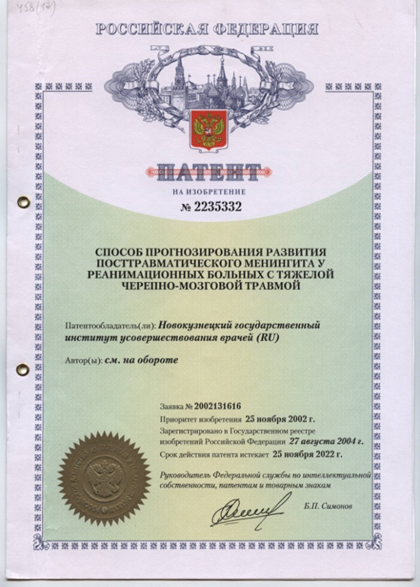 458(12)
РОССИЙСКАЯ ФЕДЕРАЦИЯ
ПАТЕНТ
НА ИЗОБРЕТЕНИЕ
№ 2235332
СПОСОБ ПРОГНОЗИРОВАНИЯ РАЗВИТИЯ
ПОСТТРАВМАТИЧЕСКОГО МЕНИНГИТА У
РЕАНИМАЦИОННЫХ БОЛЬНЫХ С ТЯЖЕЛОЙ
ЧЕРЕПНО-МОЗГОВОЙ ТРАВМОЙ
Патентообладатель(ли): Новокузнецкий государственный
институт усовершествования врачей (RU)
Автор(ы): см. на обороте
Заявка № 2002131616
Приоритет изобретения 25 ноября 2002 г.
Зарегистрировано в Государственном реестре
изобретений Российской Федерации 27 августа 2004 г.
Срок действия патента истекает 25 ноября 2022 г.
Руководитель Федеральной службы по интеллектуальной
собственности, патентам и товарным знакам
Б.П. Симонов